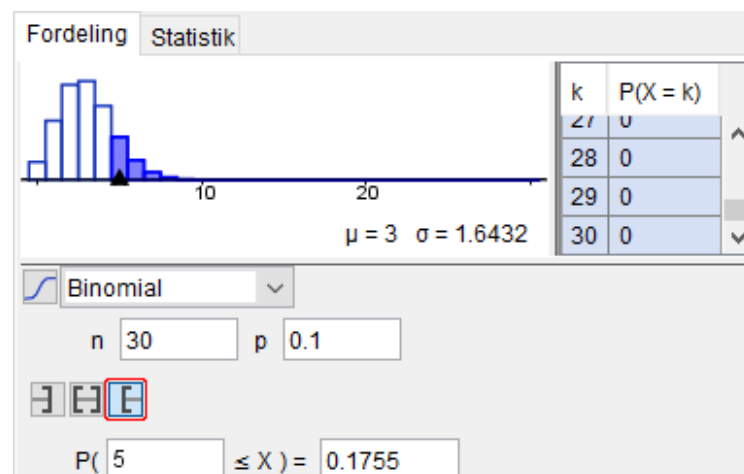 Fordeling Statistik
k P(X = k)
27 0
28 0
29 0
30 0
10 20
μ = 3 σ = 1.6432
Binomial
n 30 p 0.1
P( 5 ≤ X ) = 0.1755